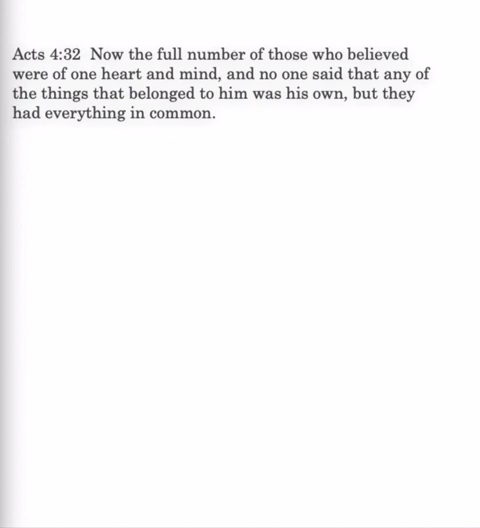 Acts 4:32  Now the full number of those who believed
were of one heart and mind, and no one said that any of
the things that belonged to him was his own, but they
had everything in common.